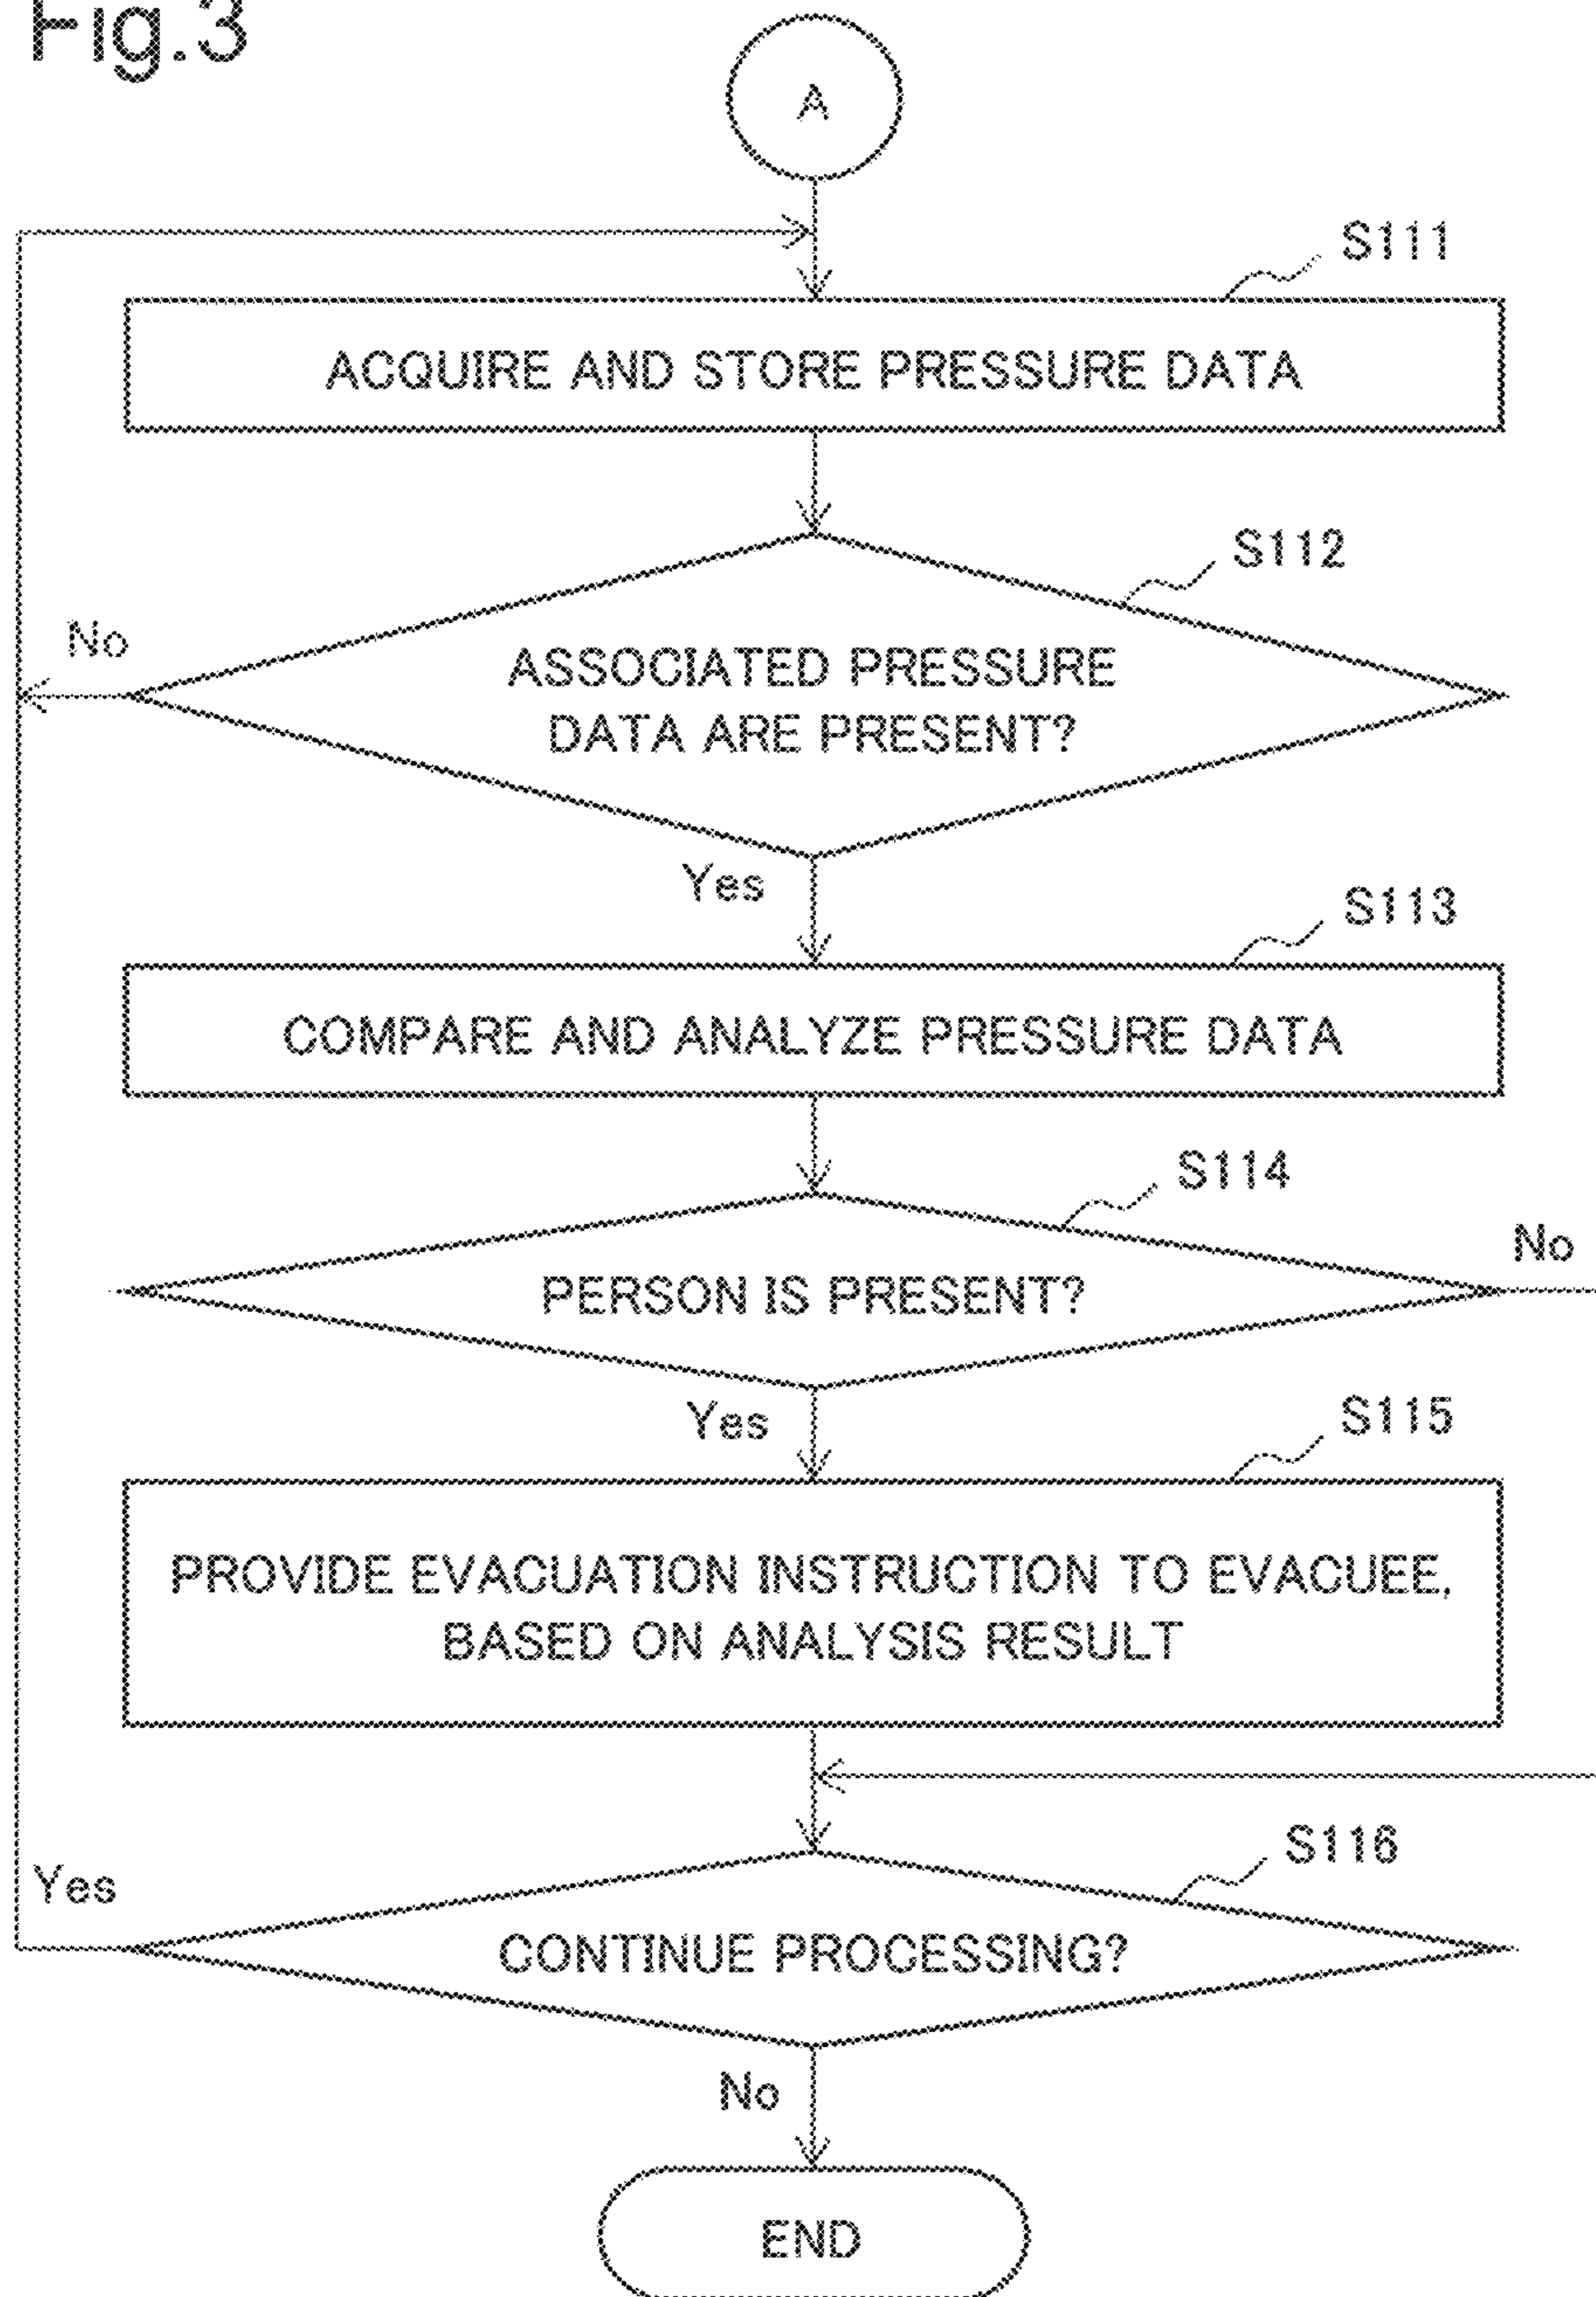 Fig.3
A
S111
ACQUIRE AND STORE PRESSURE DATA
S112
No
ASSOCIATED PRESSURE
DATA ARE PRESENT?
Yes
S113
COMPARE AND ANALYZE PRESSURE DATA
S114
No
PERSON IS PRESENT?
Yes
S115
PROVIDE EVACUATION INSTRUCTION TO EVACUEE,
BASED ON ANALYSIS RESULT
S116
Yes
CONTINUE PROCESSING?
No
END